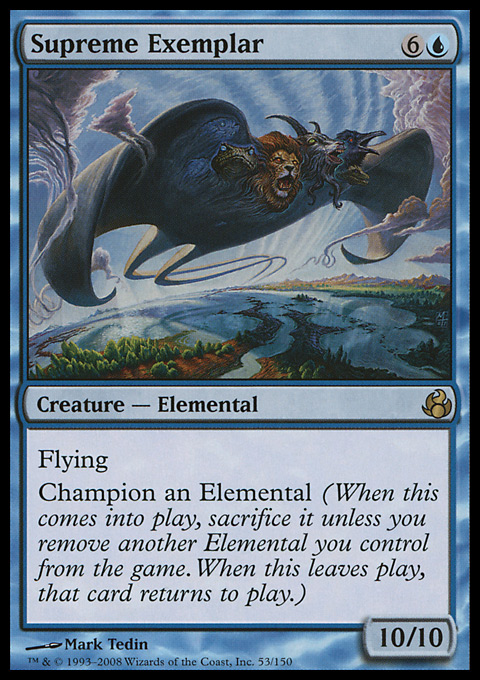 Supreme Exemplar 6
Creature — Elemental
Flying
Champion an Elemental (When this
comes into play, sacrifice it unless you
remove another Elemental you control
from the game. When this leaves play,
that card returns to play.)
Mark Tedin
10/10
™ & © 1993–2008 Wizards of the Coast, Inc. 53/150